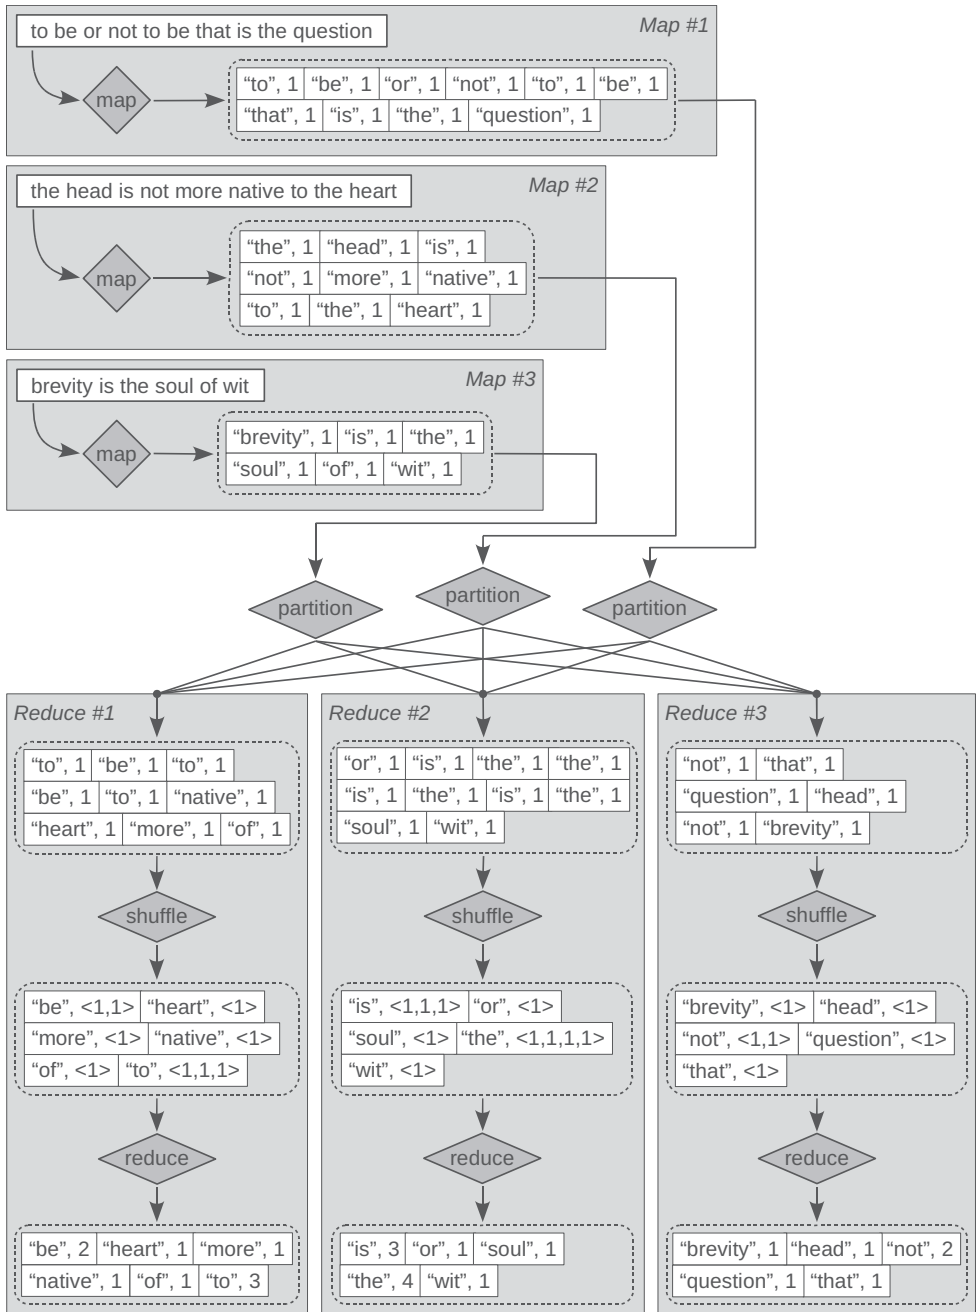 to be or not to be that is the question
Map #1
map
“to”, 1 “be”, 1 “or”, 1 “not”, 1 “to”, 1 “be”, 1
“that”, 1 “is”, 1 “the”, 1 “question”, 1
the head is not more native to the heart
Map #2
map
“the”, 1 “head”, 1 “is”, 1
“not”, 1 “more”, 1 “native”, 1
“to”, 1 “the”, 1 “heart”, 1
brevity is the soul of wit
Map #3
map
“brevity”, 1 “is”, 1 “the”, 1
“soul”, 1 “of”, 1 “wit”, 1
partition partition partition
Reduce #1
“to”, 1 “be”, 1 “to”, 1
“be”, 1 “to”, 1 “native”, 1
“heart”, 1 “more”, 1 “of”, 1
shuffle
“be”, <1,1> “heart”, <1>
“more”, <1> “native”, <1>
“of”, <1> “to”, <1,1,1>
reduce
“be”, 2 “heart”, 1 “more”, 1
“native”, 1 “of”, 1 “to”, 3
Reduce #2
“or”, 1 “is”, 1 “the”, 1 “the”, 1
“is”, 1 “the”, 1 “is”, 1 “the”, 1
“soul”, 1 “wit”, 1
shuffle
“is”, <1,1,1> “or”, <1>
“soul”, <1> “the”, <1,1,1,1>
“wit”, <1>
reduce
“is”, 3 “or”, 1 “soul”, 1
“the”, 4 “wit”, 1
Reduce #3
“not”, 1 “that”, 1
“question”, 1 “head”, 1
“not”, 1 “brevity”, 1
shuffle
“brevity”, <1> “head”, <1>
“not”, <1,1> “question”, <1>
“that”, <1>
reduce
“brevity”, 1 “head”, 1 “not”, 2
“question”, 1 “that”, 1